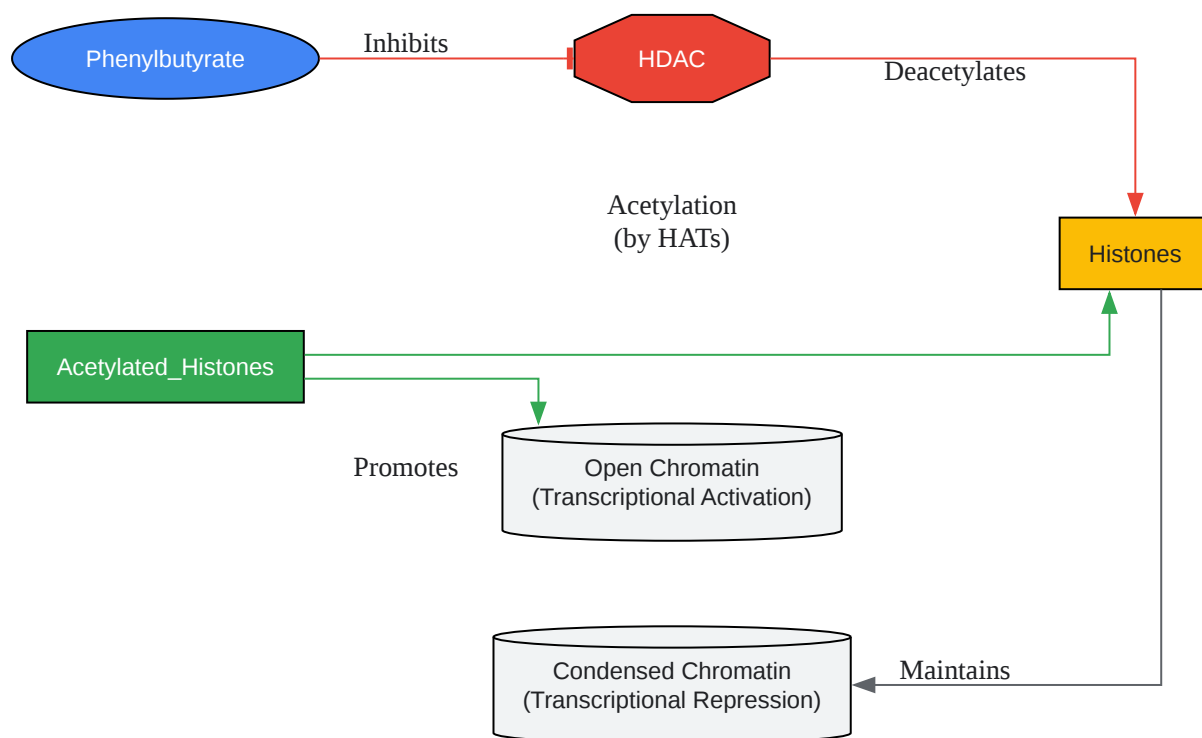 Phenylbutyrate
Inhibits
HDAC
Deacetylates
Acetylation
(by HATs)
Histones
Acetylated_Histones
Promotes
Open Chromatin
(Transcriptional Activation)
Condensed Chromatin
(Transcriptional Repression)
Maintains